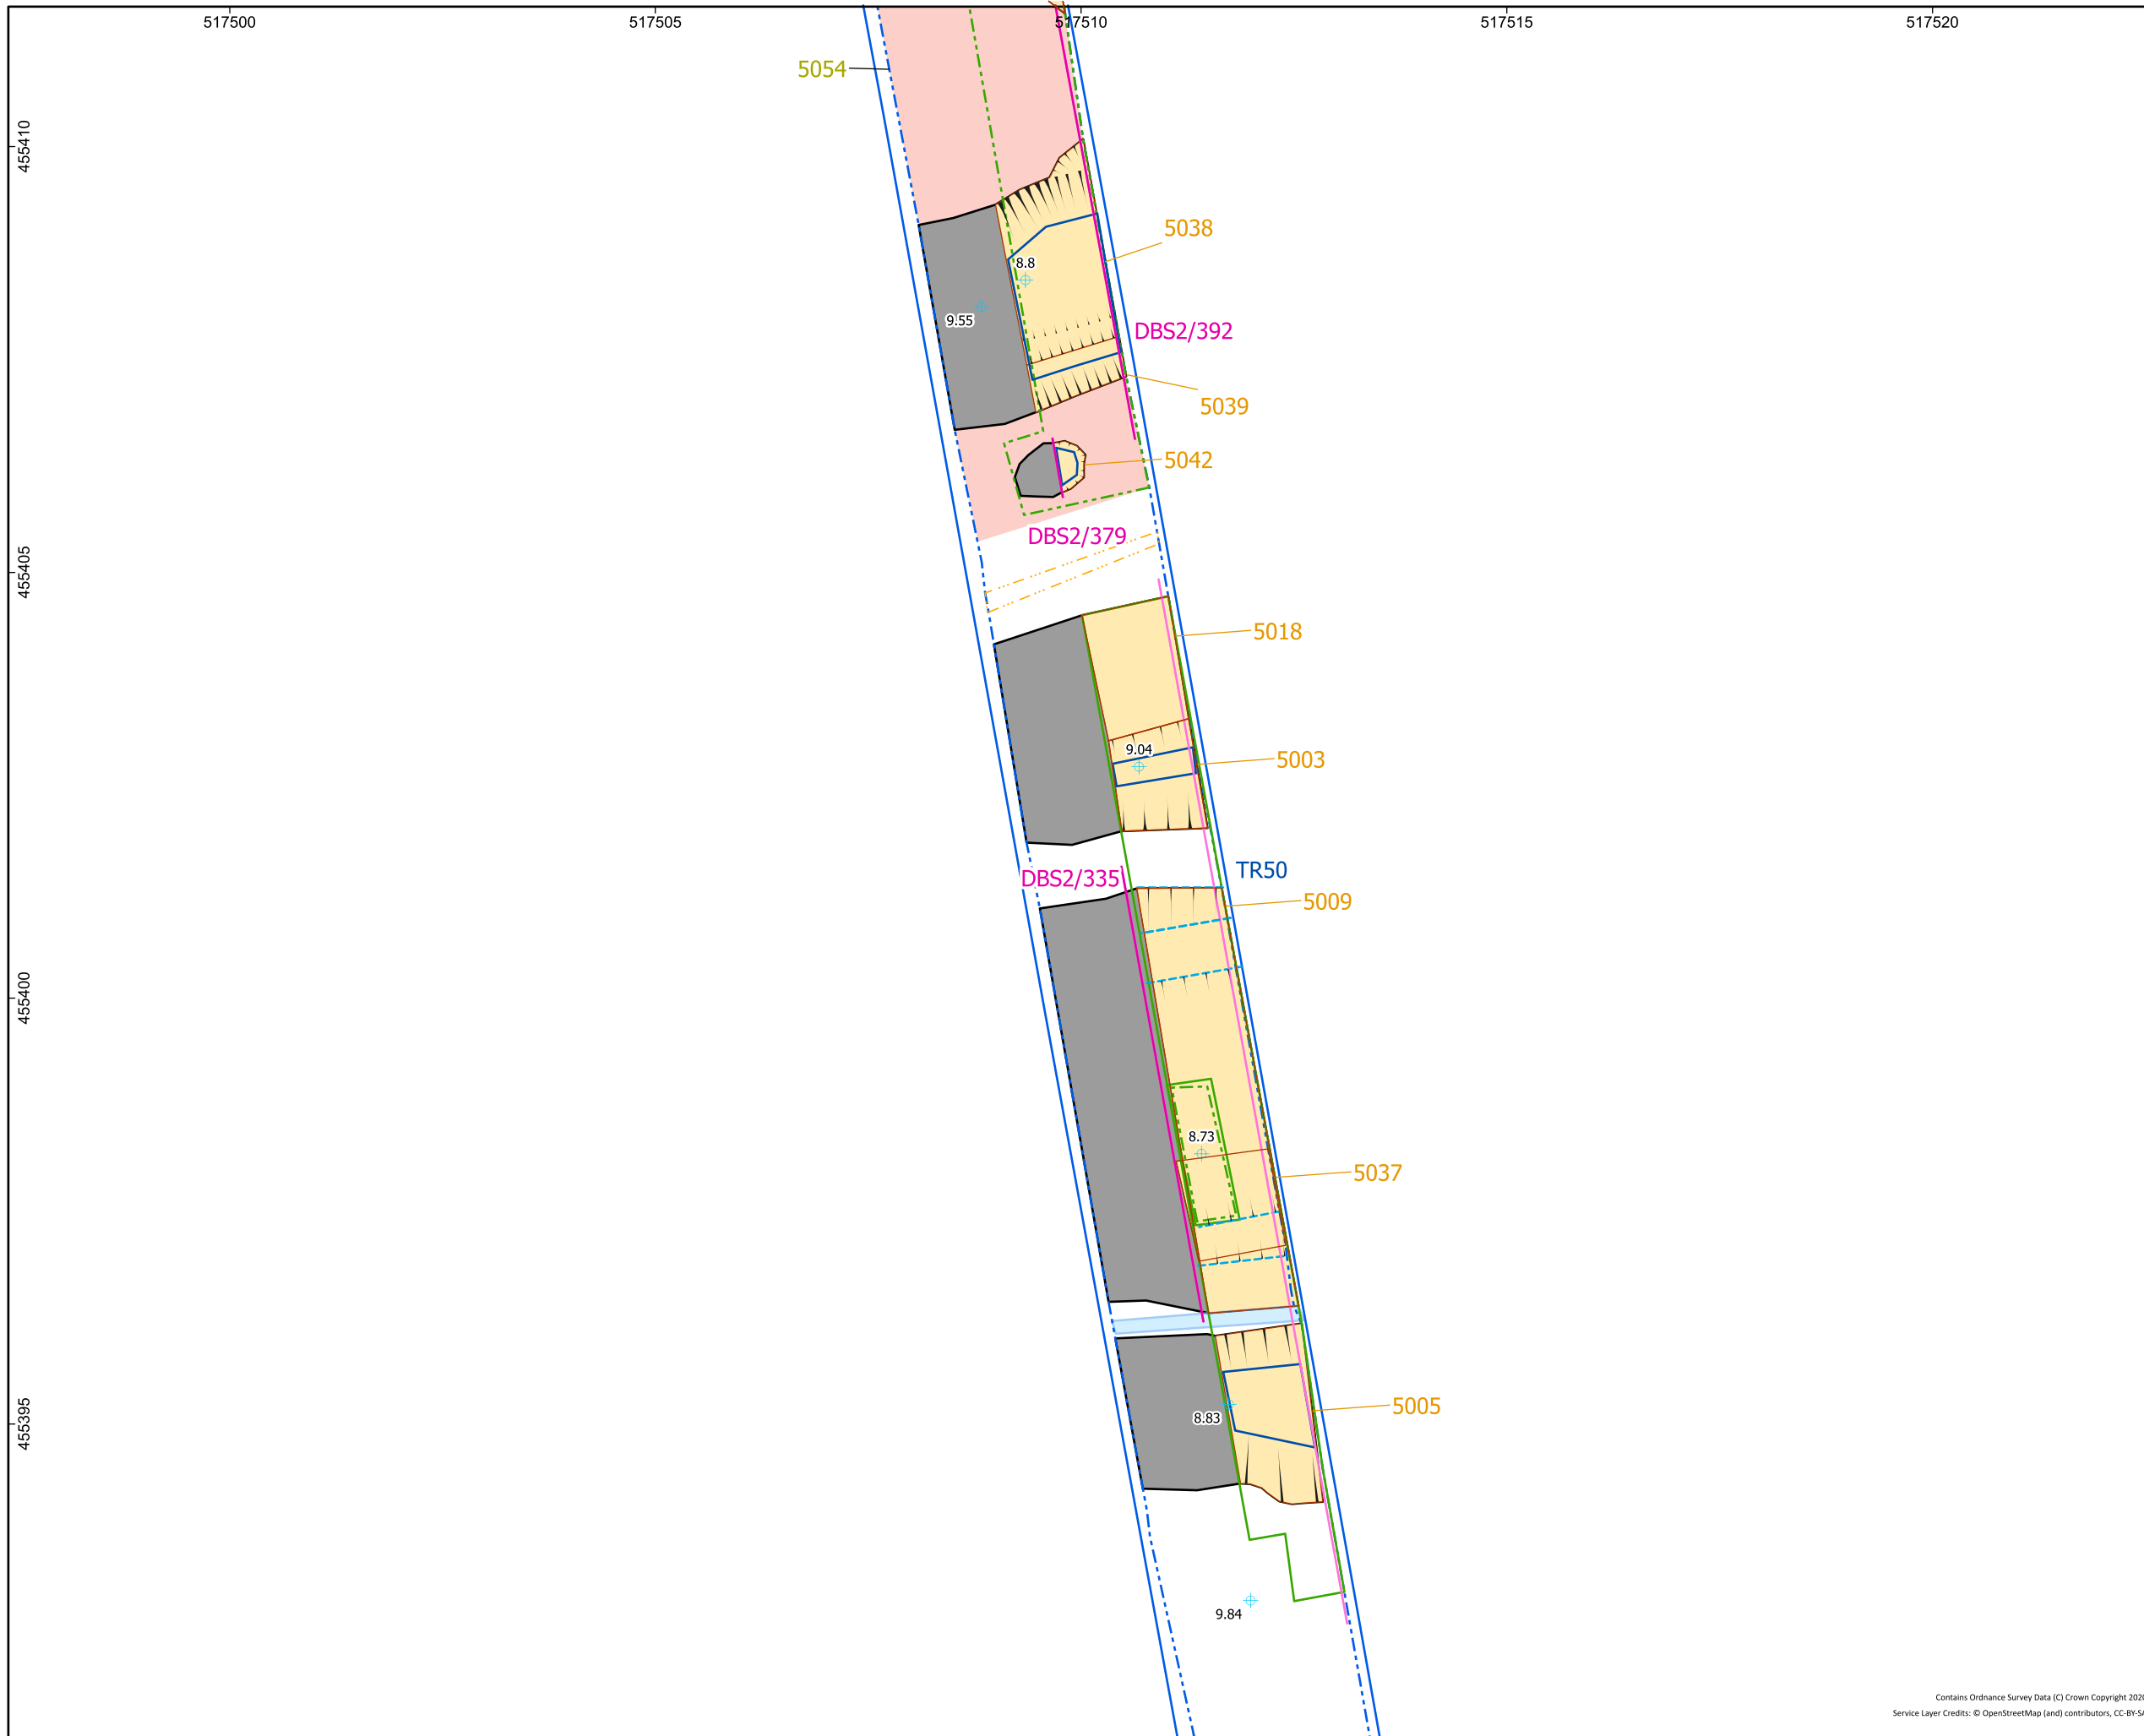 517500 517505 517510 517515 517520
5054
455410
5038
8.8
9.55
DBS2/392
5039
5042
DBS2/379
455405
5018
9.04
5003
TR50
DBS2/335
5009
455400
8.73
5037
455395
5005
8.83
9.84
Contains Ordnance Survey Data (C) Crown Copyright 2020
Service Layer Credits: © OpenStreetMap (and) contributors, CC-BY-SA